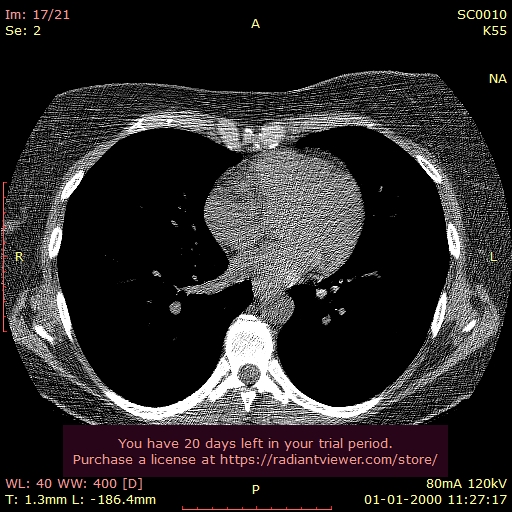 Im: 17/21
Se: 2
A
SC0010
K55
NA
R
L
You have 20 days left in your trial period.
Purchase a license at https://radiantviewer.com/store/
WL: 40 WW: 400 [D]
T: 1.3mm L: -186.4mm
P
80mA 120kV
01-01-2000 11:27:17